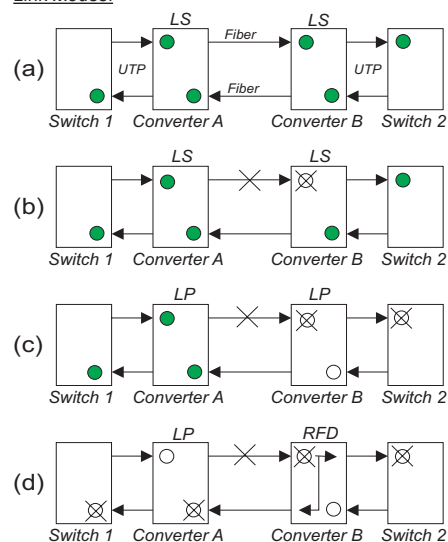 Link Modes:
LS LS
Fiber
(a)
UTP UTP
Fiber
Switch 1 Converter A Converter B Switch 2
LS LS
(b)
Switch 1 Converter A Converter B Switch 2
LP LP
(c)
Switch 1 Converter A Converter B Switch 2
LP RFD
(d)
Switch 1 Converter A Converter B Switch 2